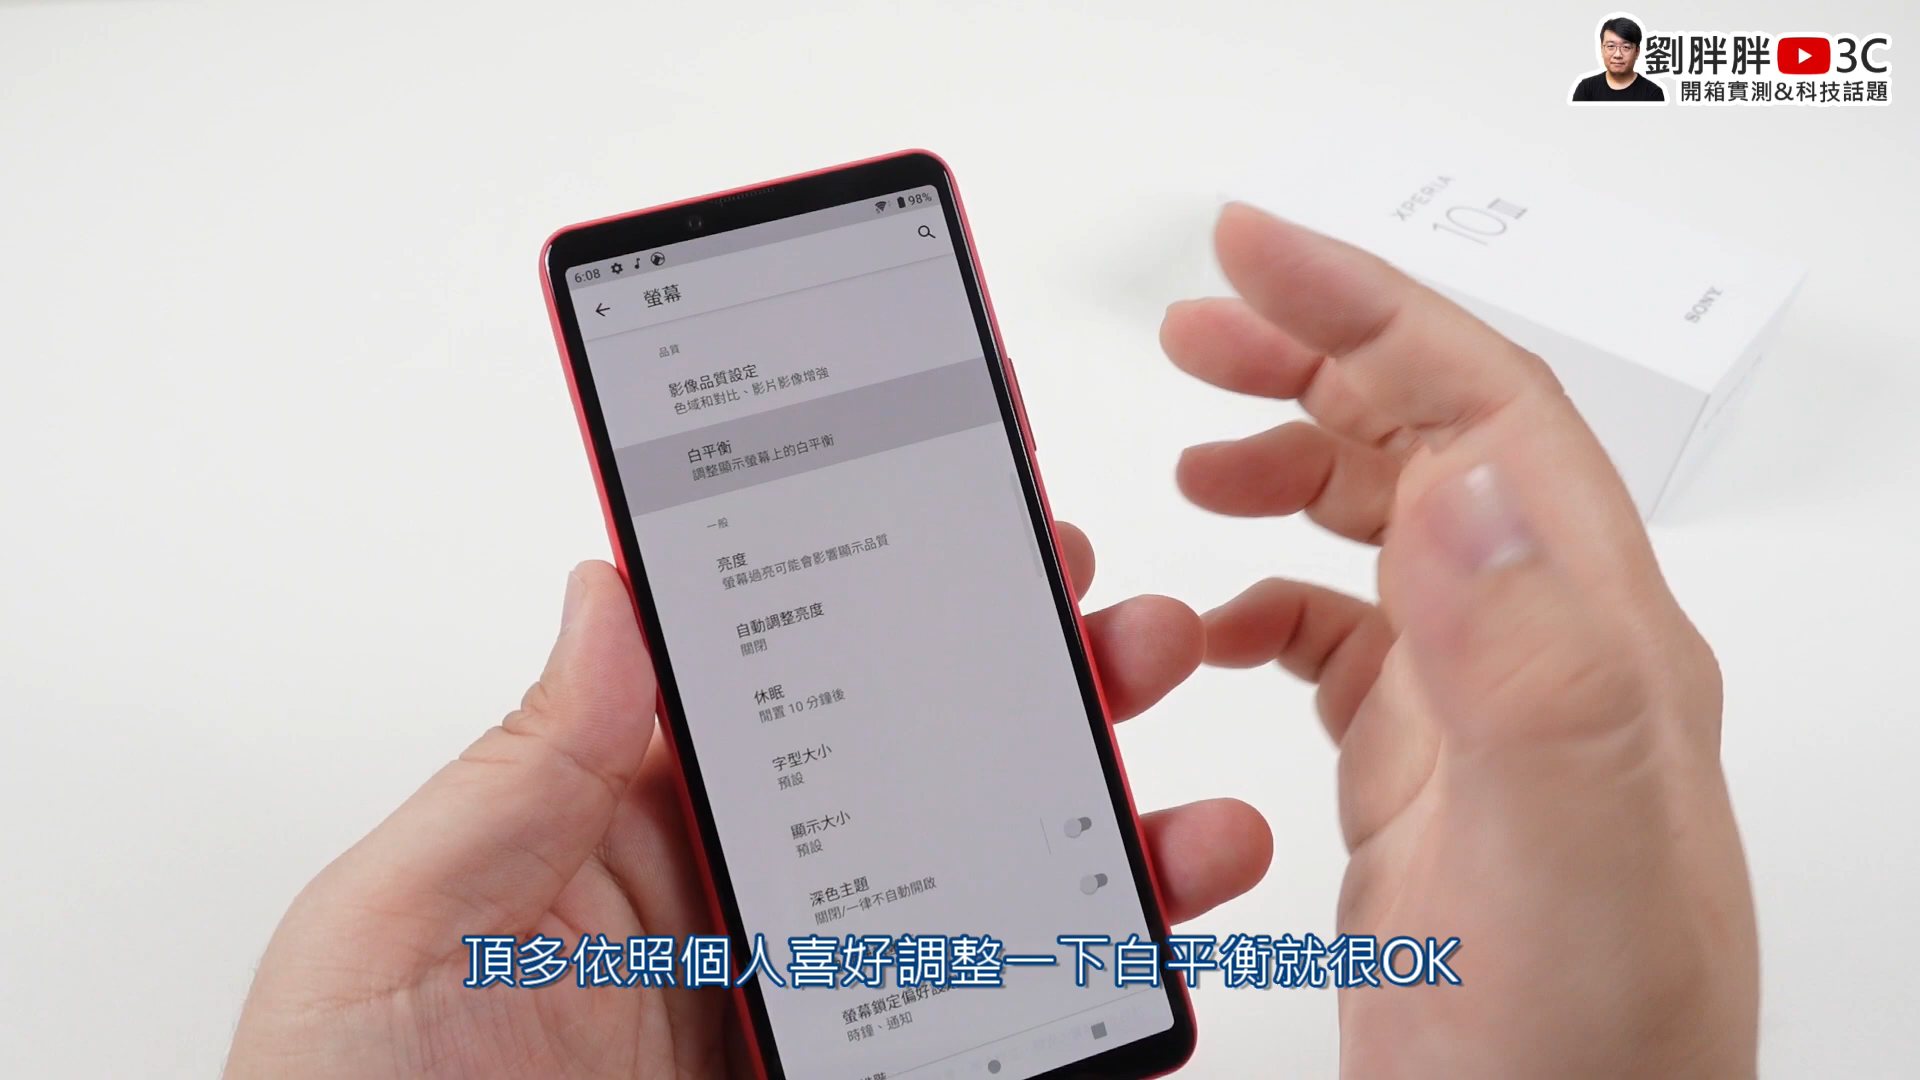 劉胖胖 3C
開箱實測&科技話題
XPERIA
10 III
SONY
6:08
98%
螢幕
品質
影像品質設定
色域和對比、影片影像增強
白平衡
調整顯示螢幕上的白平衡
一般
亮度
螢幕過亮可能會影響顯示品質
自動調整亮度
關閉
休眠
閒置 10 分鐘後
字型大小
預設
顯示大小
預設
深色主題
關閉/一律不自動開啟
頂多依照個人喜好調整一下白平衡就很OK
螢幕鎖定偏好設定
時鐘、通知